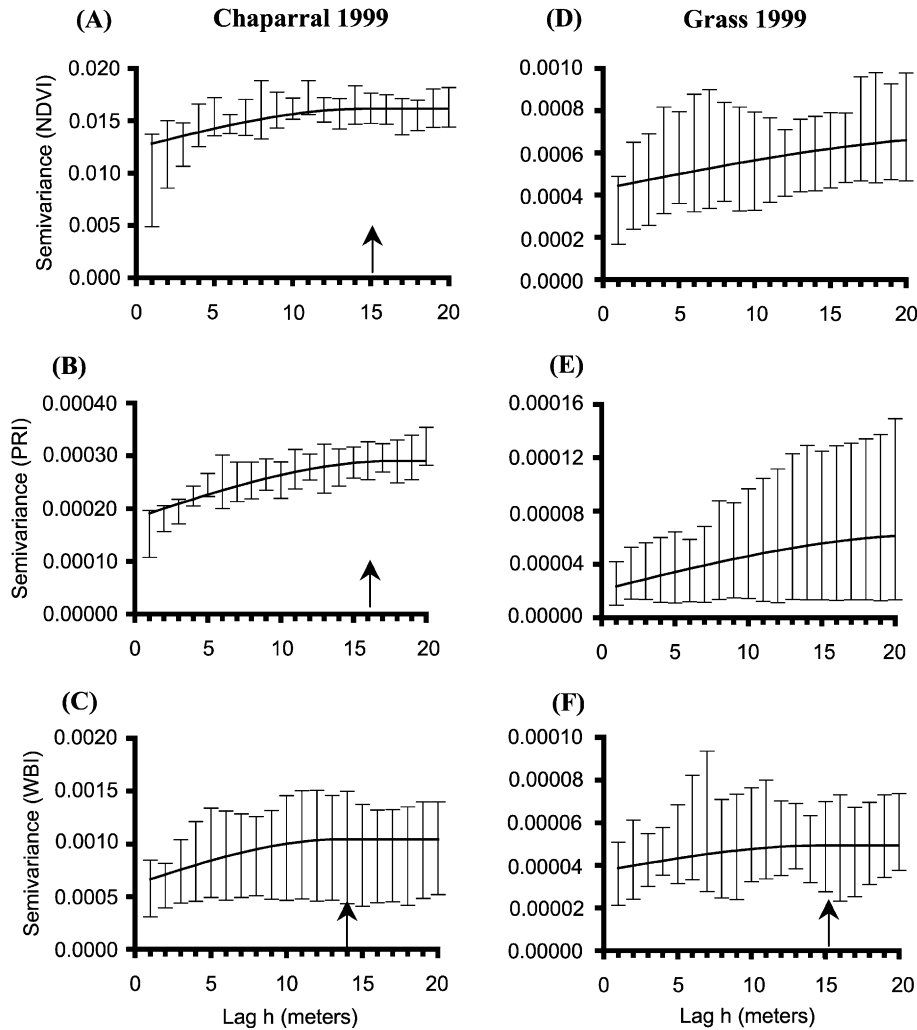 (A) Chaparral 1999
(D) Grass 1999
Semivariance (NDVI)
0.020
0.015
0.010
0.005
0.000
0 5 10 15 20
0.0010
0.0008
0.0006
0.0004
0.0002
0.0000
0 5 10 15 20
(B)
(E)
Semivariance (PRI)
0.00040
0.00030
0.00020
0.00010
0.00000
0 5 10 15 20
0.00016
0.00012
0.00008
0.00004
0.00000
0 5 10 15 20
(C)
(F)
Semivariance (WBI)
0.0020
0.0015
0.0010
0.0005
0.0000
0 5 10 15 20
Lag h (meters)
0.00010
0.00008
0.00006
0.00004
0.00002
0.00000
0 5 10 15 20
Lag h (meters)